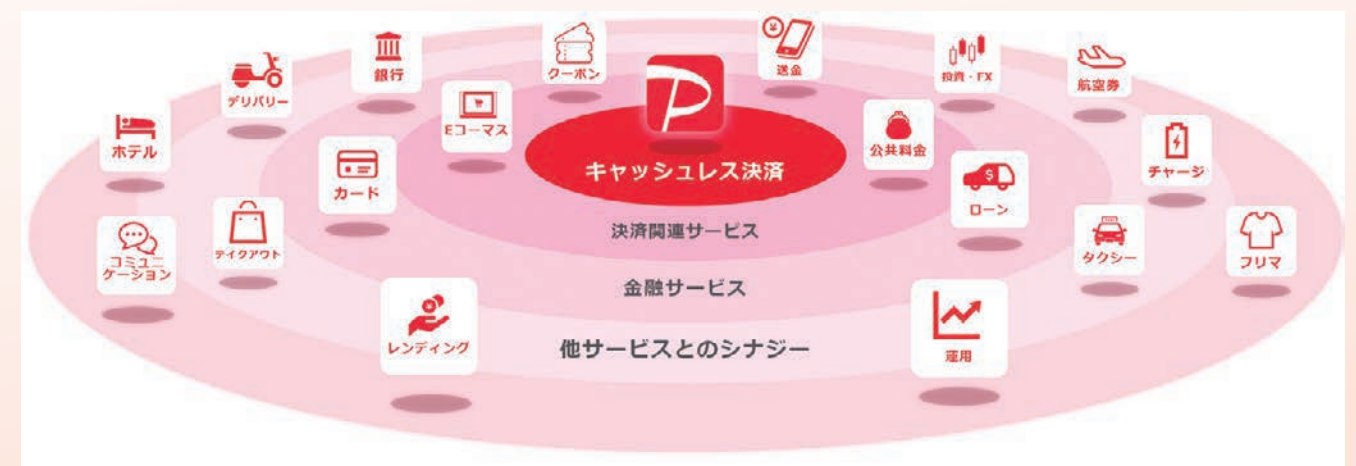 クーポン
送金
銀行
投資・FX
航空券
デリバリー
Eコーマス
ホテル
公共料金
チャージ
キャッシュレス決済
カード
ローン
決済関連サービス
テイクアウト
タクシー
フリマ
コミュニ
ケーション
金融サービス
レンディング
他サービスとのシナジー
運用